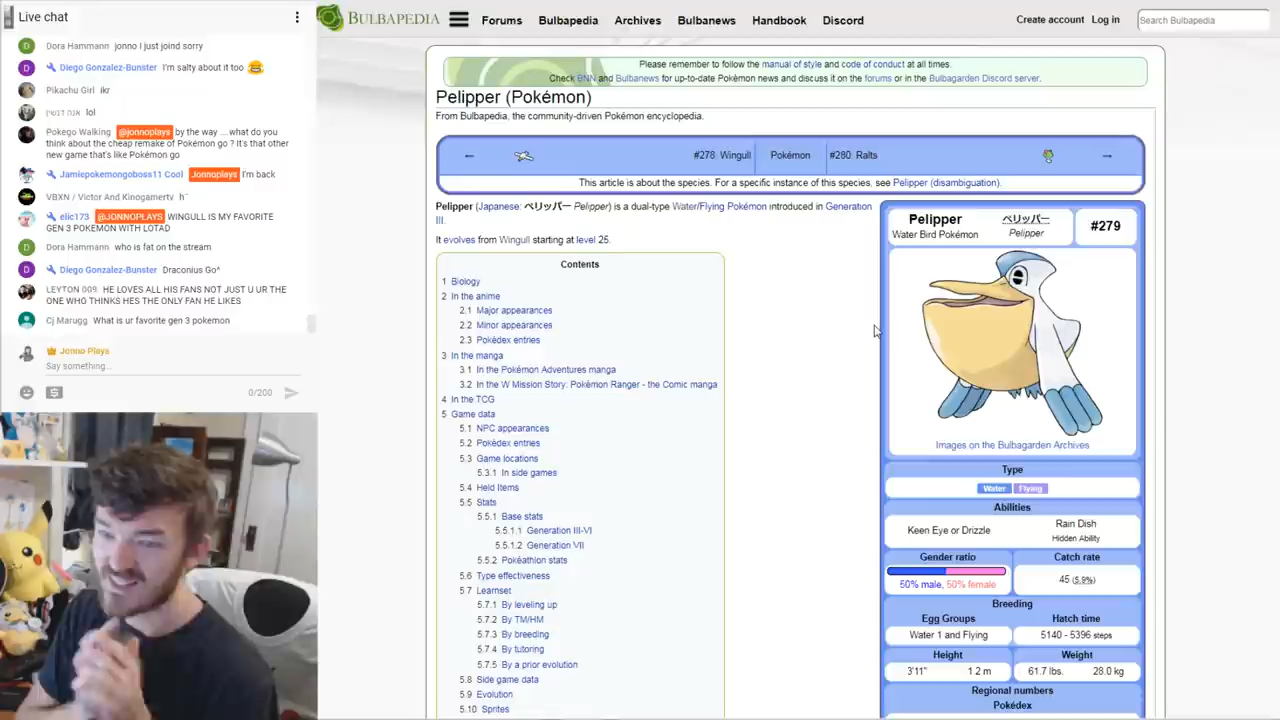 Live chat
Dora Hammann jonno I just joind sorry
Diego Gonzalez-Bunster I'm salty about it too 😂
Pikachu Girl ikr
אנה דנשין lol
Pokego Walking @jonnoplays by the way ....what do you
think about the cheap remake of Pokemon go ? It's that other
new game that's like Pokémon go
Jamiepokemongoboss11 Cool Jonnoplays I'm back
VBXN / Victor And Kinogamerty h¨
elic173 @JONNOPLAYS WINGULL IS MY FAVORITE
GEN 3 POKEMON WITH LOTAD
Dora Hammann who is fat on the stream
Diego Gonzalez-Bunster Draconius Go^
LEYTON 009. HE LOVES ALL HIS FANS NOT JUST U UR THE
ONE WHO THINKS HES THE ONLY FAN HE LIKES
Cj Marugg What is ur favorite gen 3 pokemon
Jonno Plays
Say something...
0/200
BULBAPEDIA
Forums Bulbapedia Archives Bulbanews Handbook Discord
Create account Log in Search Bulbapedia
Please remember to follow the manual of style and code of conduct at all times.
Check BNN and Bulbanews for up-to-date Pokémon news and discuss it on the forums or in the Bulbagarden Discord server.
Pelipper (Pokémon)
From Bulbapedia, the community-driven Pokémon encyclopedia.
← #278 Wingull Pokémon #280 Ralts →
This article is about the species. For a specific instance of this species, see Pelipper (disambiguation).
Pelipper (Japanese: ペリッパー Pelipper) is a dual-type Water/Flying Pokémon introduced in Generation
III.
It evolves from Wingull starting at level 25.
Contents
1 Biology
2 In the anime
2.1 Major appearances
2.2 Minor appearances
2.3 Pokédex entries
3 In the manga
3.1 In the Pokémon Adventures manga
3.2 In the W Mission Story: Pokémon Ranger - the Comic manga
4 In the TCG
5 Game data
5.1 NPC appearances
5.2 Pokédex entries
5.3 Game locations
5.3.1 In side games
5.4 Held Items
5.5 Stats
5.5.1 Base stats
5.5.1.1 Generation III-VI
5.5.1.2 Generation VII
5.5.2 Pokéathlon stats
5.6 Type effectiveness
5.7 Learnset
5.7.1 By leveling up
5.7.2 By TM/HM
5.7.3 By breeding
5.7.4 By tutoring
5.7.5 By a prior evolution
5.8 Side game data
5.9 Evolution
5.10 Sprites
Pelipper
Water Bird Pokémon
ペリッパー
Pelipper
#279
Images on the Bulbagarden Archives
Type
Water Flying
Abilities
Keen Eye or Drizzle
Rain Dish
Hidden Ability
Gender ratio
50% male, 50% female
Catch rate
45 (5.9%)
Breeding
Egg Groups
Water 1 and Flying
Hatch time
5140 - 5396 steps
Height
3'11" 1.2 m
Weight
61.7 lbs. 28.0 kg
Regional numbers
Pokédex